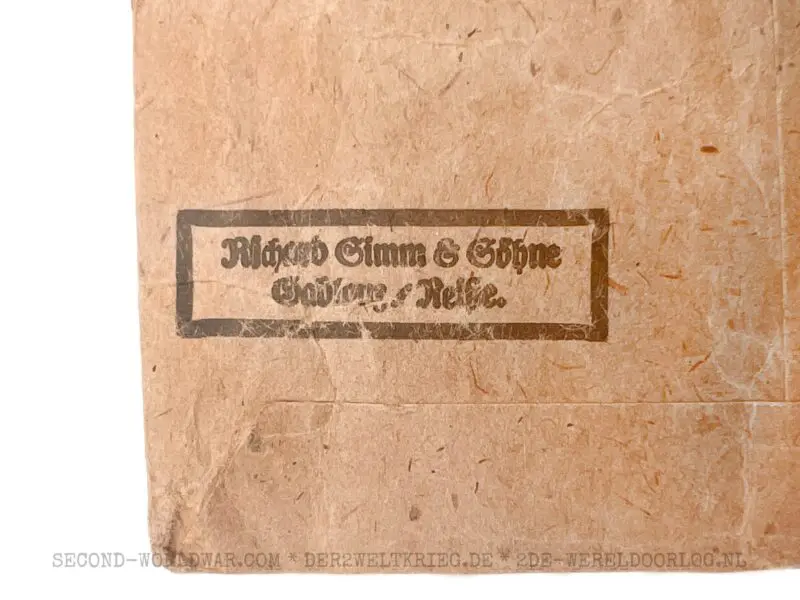 Richard Simm & Söhne
Gablonz Neiße.
SECOND-WORLDWAR.COM * DER2WELTKRIEG.DE * 2DE-WERELDOORLOG.NL